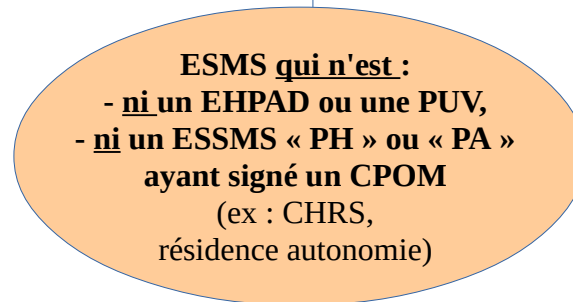 ESMS qui n'est :
- ni un EHPAD ou une PUV,
- ni un ESSMS « PH » ou « PA »
ayant signé un CPOM
(ex : CHRS,
résidence autonomie)